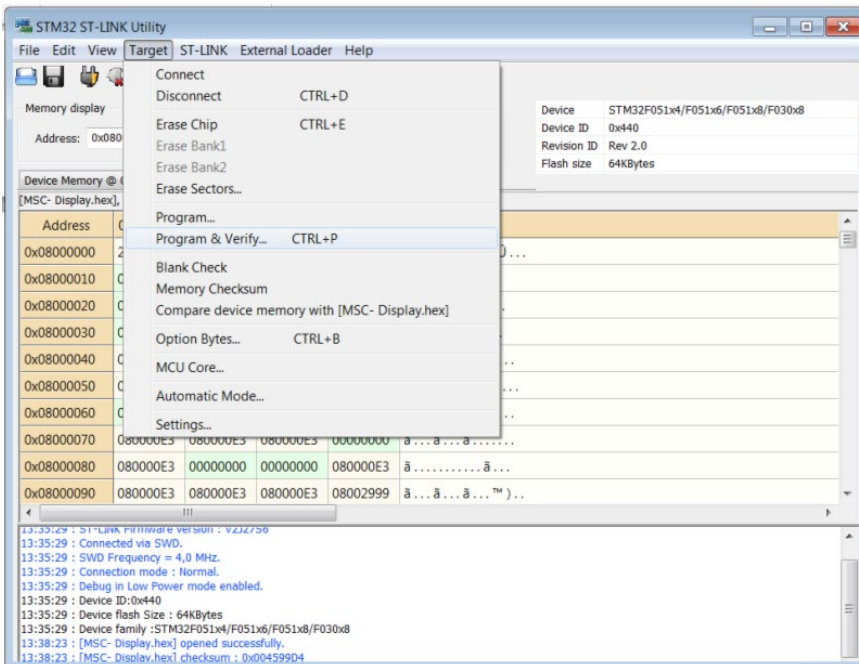 STM32 ST-LINK Utility
File Edit View Target ST-LINK External Loader Help
Connect
Disconnect CTRL+D
Erase Chip CTRL+E
Erase Bank1
Erase Bank2
Erase Sectors...
Program...
Program & Verify... CTRL+P
Blank Check
Memory Checksum
Compare device memory with [MSC- Display.hex]
Option Bytes... CTRL+B
MCU Core...
Automatic Mode...
Settings...
Memory display
Address: 0x080
Device STM32F051x4/F051x6/F051x8/F030x8
Device ID 0x440
Revision ID Rev 2.0
Flash size 64KBytes
Device Memory @
[MSC- Display.hex],
Address
0x08000000
0x08000010
0x08000020
0x08000030
0x08000040
0x08000050
0x08000060
0x08000070 080000E3 080000E3 080000E3 00000000 ã...ã...ã.......
0x08000080 080000E3 00000000 00000000 080000E3 ã...........ã...
0x08000090 080000E3 080000E3 080000E3 08002999 ã...ã...ã...™)..
13:35:29 : ST-LINK Firmware version : V2J27S6
13:35:29 : Connected via SWD.
13:35:29 : SWD Frequency = 4,0 MHz.
13:35:29 : Connection mode : Normal.
13:35:29 : Debug in Low Power mode enabled.
13:35:29 : Device ID:0x440
13:35:29 : Device flash Size : 64KBytes
13:35:29 : Device family :STM32F051x4/F051x6/F051x8/F030x8
13:38:23 : [MSC- Display.hex] opened successfully.
13:38:23 : [MSC- Display.hex] checksum : 0x004599D4